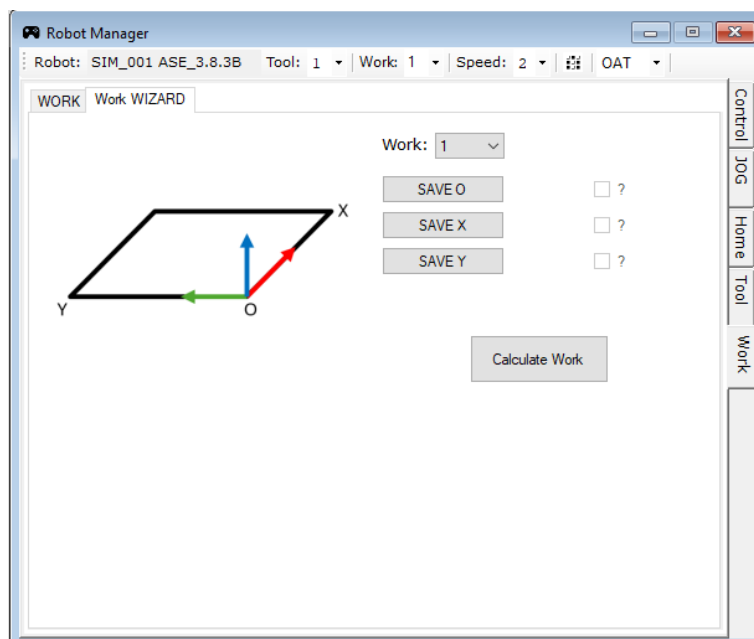 Robot Manager
Robot: SIM_001 ASE_3.8.3B Tool: 1 Work: 1 Speed: 2 OAT
WORK Work WIZARD
Work: 1
SAVE O ?
SAVE X ?
SAVE Y ?
X
Y
O
Calculate Work
Control
JOG
Home
Tool
Work